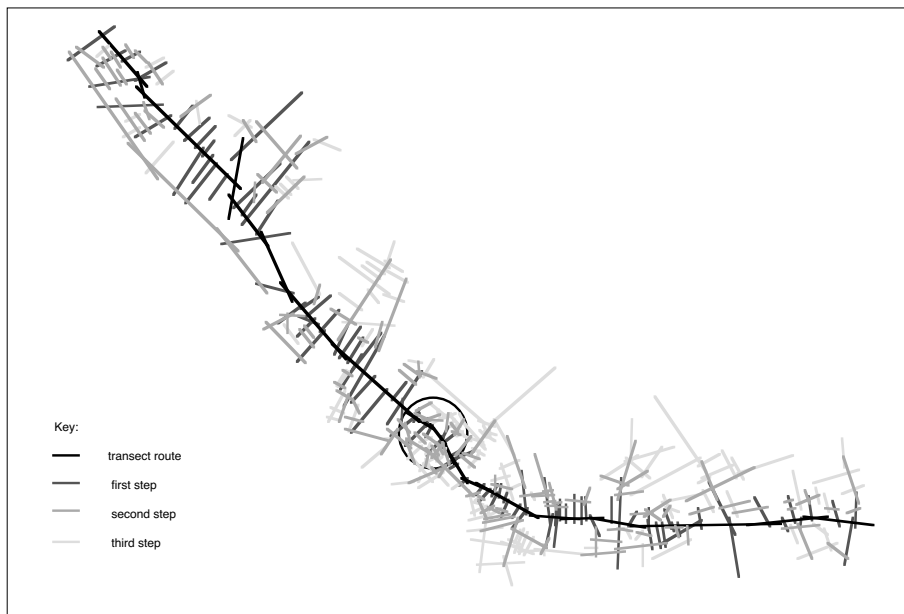 Key:
transect route
first step
second step
third step